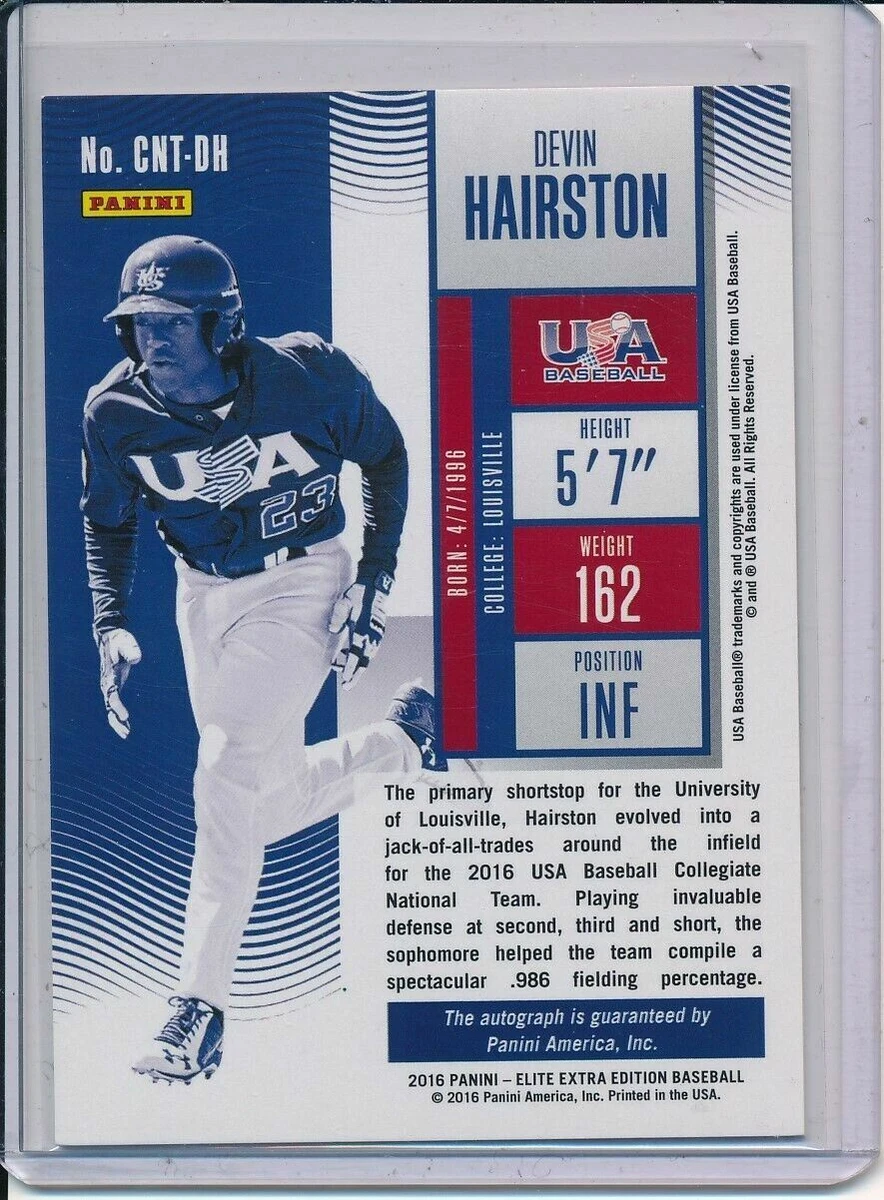 No. CNT-DH
PANINI
DEVIN
HAIRSTON
US
USA
23
BORN: 4/7/1996
COLLEGE: LOUISVILLE
USA
BASEBALL
HEIGHT
5'7"
WEIGHT
162
POSITION
INF
USA Baseball® trademarks and copyrights are used under license from USA Baseball.
© and ® USA Baseball. All Rights Reserved.
The primary shortstop for the University
of Louisville, Hairston evolved into a
jack-of-all-trades around the infield
for the 2016 USA Baseball Collegiate
National Team. Playing invaluable
defense at second, third and short, the
sophomore helped the team compile a
spectacular .986 fielding percentage.
The autograph is guaranteed by
Panini America, Inc.
2016 PANINI – ELITE EXTRA EDITION BASEBALL
© 2016 Panini America, Inc. Printed in the USA.